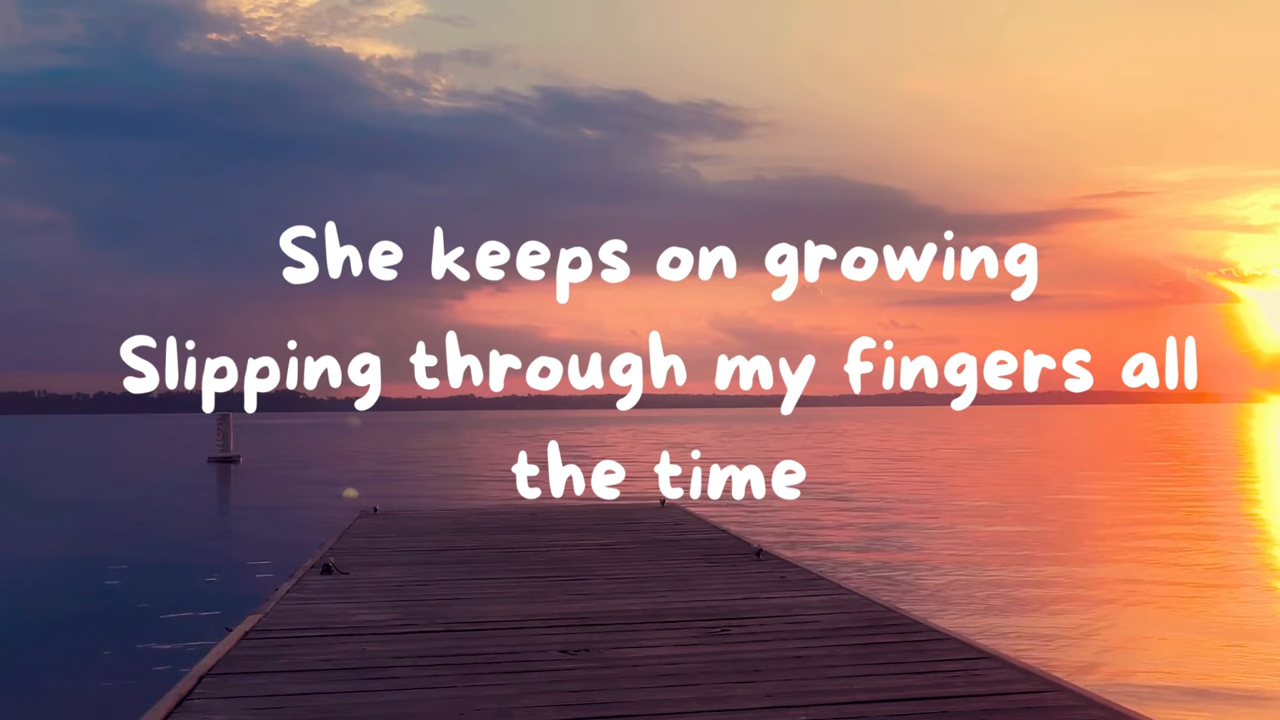 She keeps on growing
Slipping through my fingers all
the time